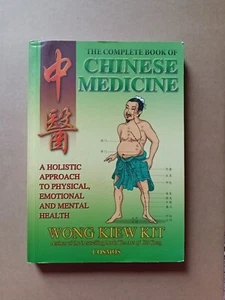 THE COMPLETE BOOK OF
CHINESE
MEDICINE
中
醫
A HOLISTIC
APPROACH
TO PHYSICAL,
EMOTIONAL
AND MENTAL
HEALTH
WONG KIEW KIT
COSMOS